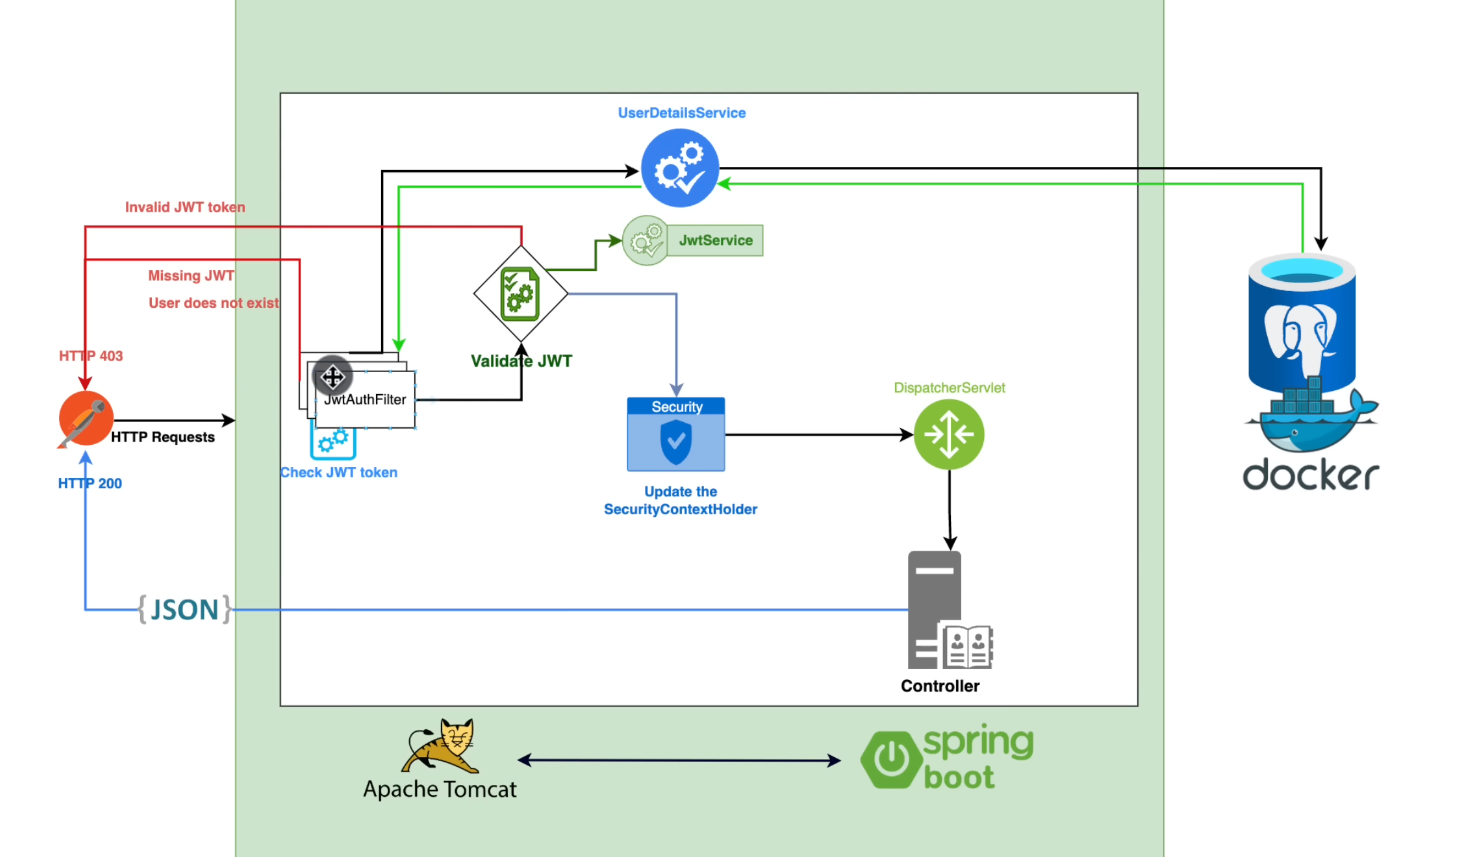 UserDetailsService
Invalid JWT token
JwtService
Missing JWT
User does not exist
HTTP 403
Validate JWT
JwtAuthFilter
HTTP Requests
Check JWT token
HTTP 200
Security
Update the
SecurityContextHolder
DispatcherServlet
docker
{JSON}
Controller
Apache Tomcat
spring
boot